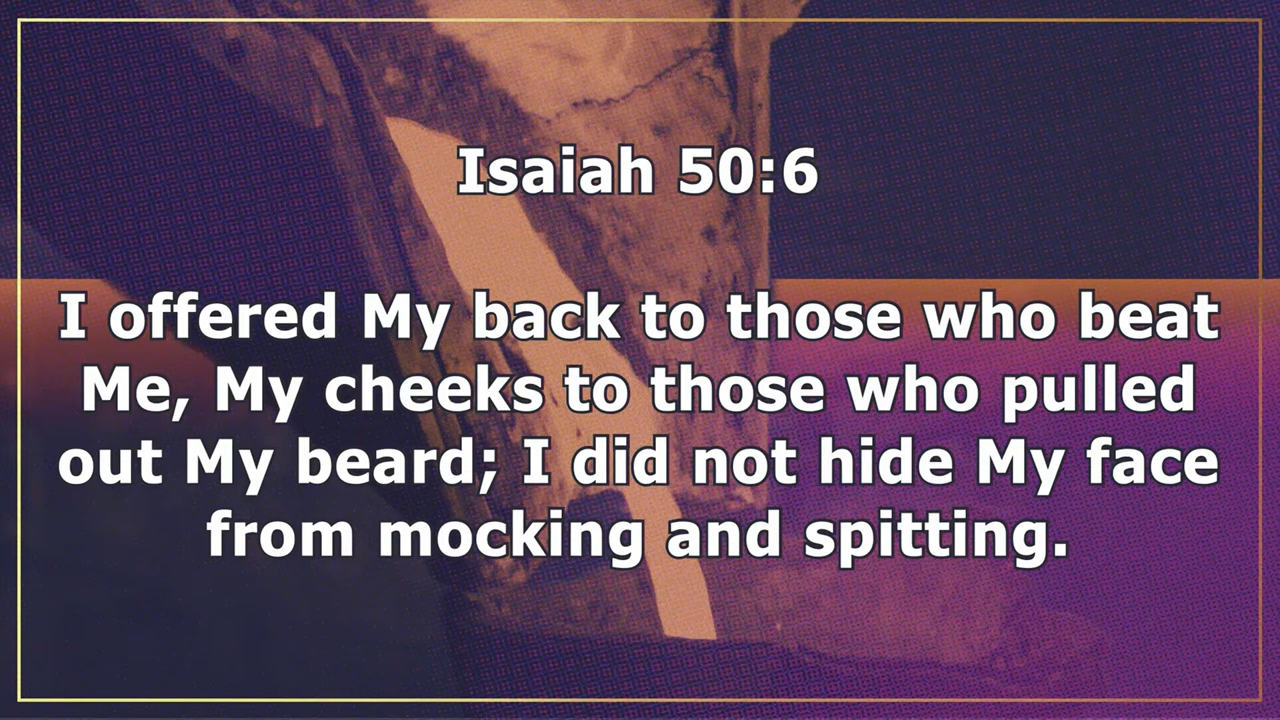 Isaiah 50:6
I offered My back to those who beat
Me, My cheeks to those who pulled
out My beard; I did not hide My face
from mocking and spitting.